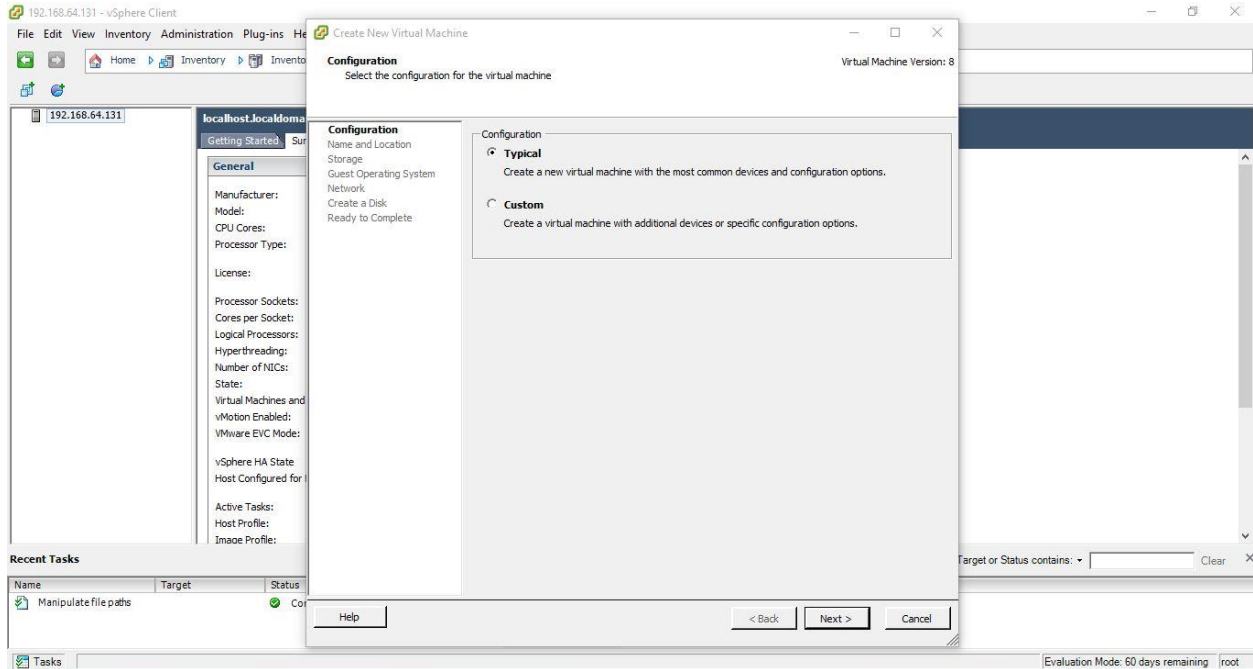 192.168.64.131 - vSphere Client
File Edit View Inventory Administration Plug-ins He
Home Inventory Invento
192.168.64.131
localhost.localdoma
Getting Started Sur
General
Manufacturer:
Model:
CPU Cores:
Processor Type:
License:
Processor Sockets:
Cores per Socket:
Logical Processors:
Hyperthreading:
Number of NICs:
State:
Virtual Machines and
vMotion Enabled:
VMware EVC Mode:
vSphere HA State
Host Configured for
Active Tasks:
Host Profile:
Image Profile:
Create New Virtual Machine
Configuration
Select the configuration for the virtual machine
Virtual Machine Version: 8
Configuration
Name and Location
Storage
Guest Operating System
Network
Create a Disk
Ready to Complete
Configuration
Typical
Create a new virtual machine with the most common devices and configuration options.
Custom
Create a virtual machine with additional devices or specific configuration options.
Help < Back Next > Cancel
Recent Tasks
Target or Status contains: Clear
Name Target Status
Manipulate file paths Co
Tasks
Evaluation Mode: 60 days remaining root